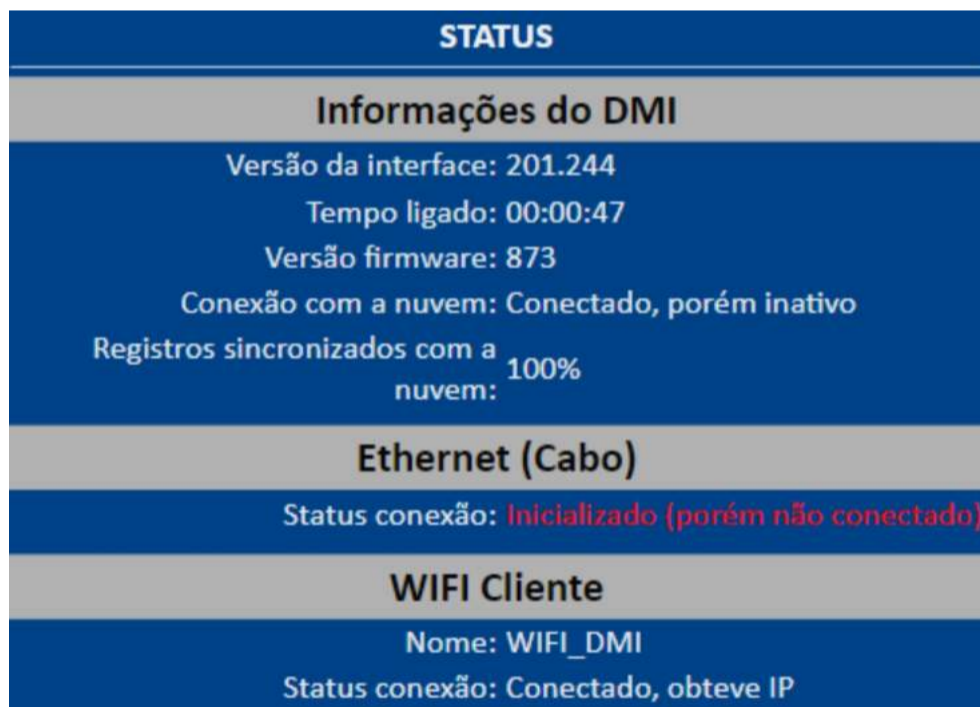 STATUS
Informações do DMI
Versão da interface: 201.244
Tempo ligado: 00:00:47
Versão firmware: 873
Conexão com a nuvem: Conectado, porém inativo
Registros sincronizados com a
nuvem: 100%
Ethernet (Cabo)
Status conexão: Inicializado (porém não conectado)
WIFI Cliente
Nome: WIFI_DMI
Status conexão: Conectado, obteve IP